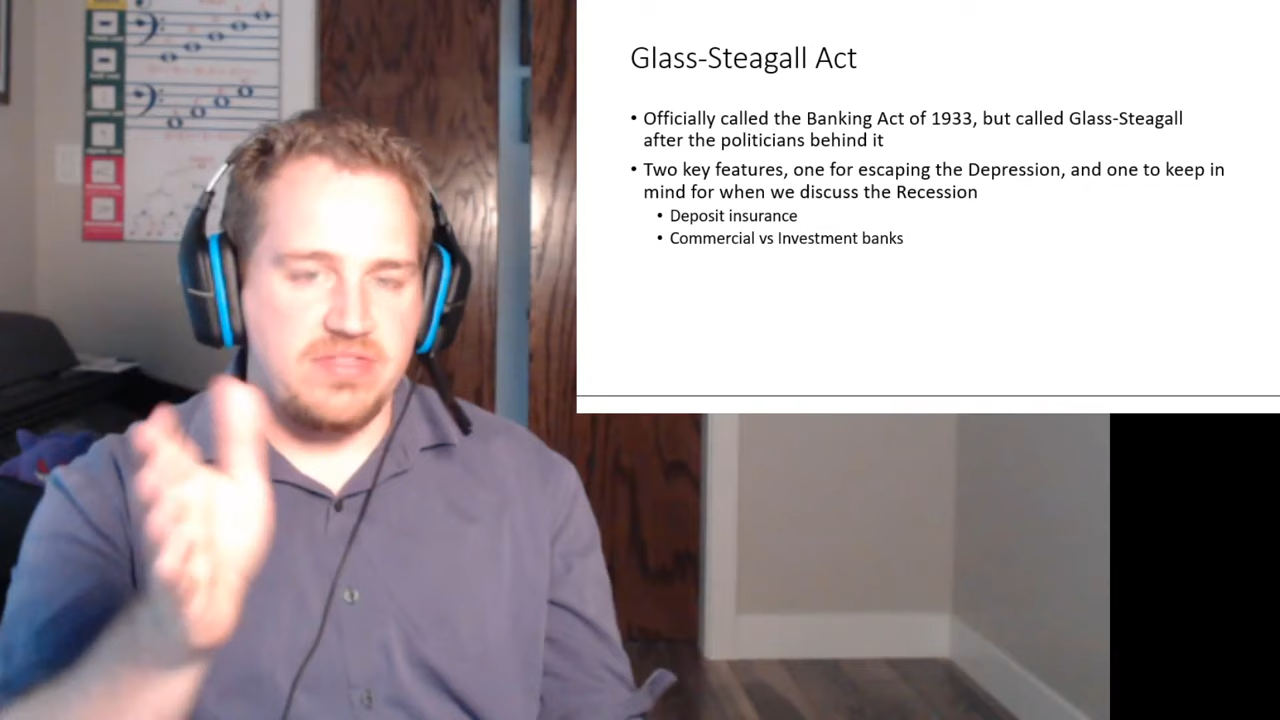 Glass-Steagall Act
• Officially called the Banking Act of 1933, but called Glass-Steagall
after the politicians behind it
• Two key features, one for escaping the Depression, and one to keep in
mind for when we discuss the Recession
• Deposit insurance
• Commercial vs Investment banks